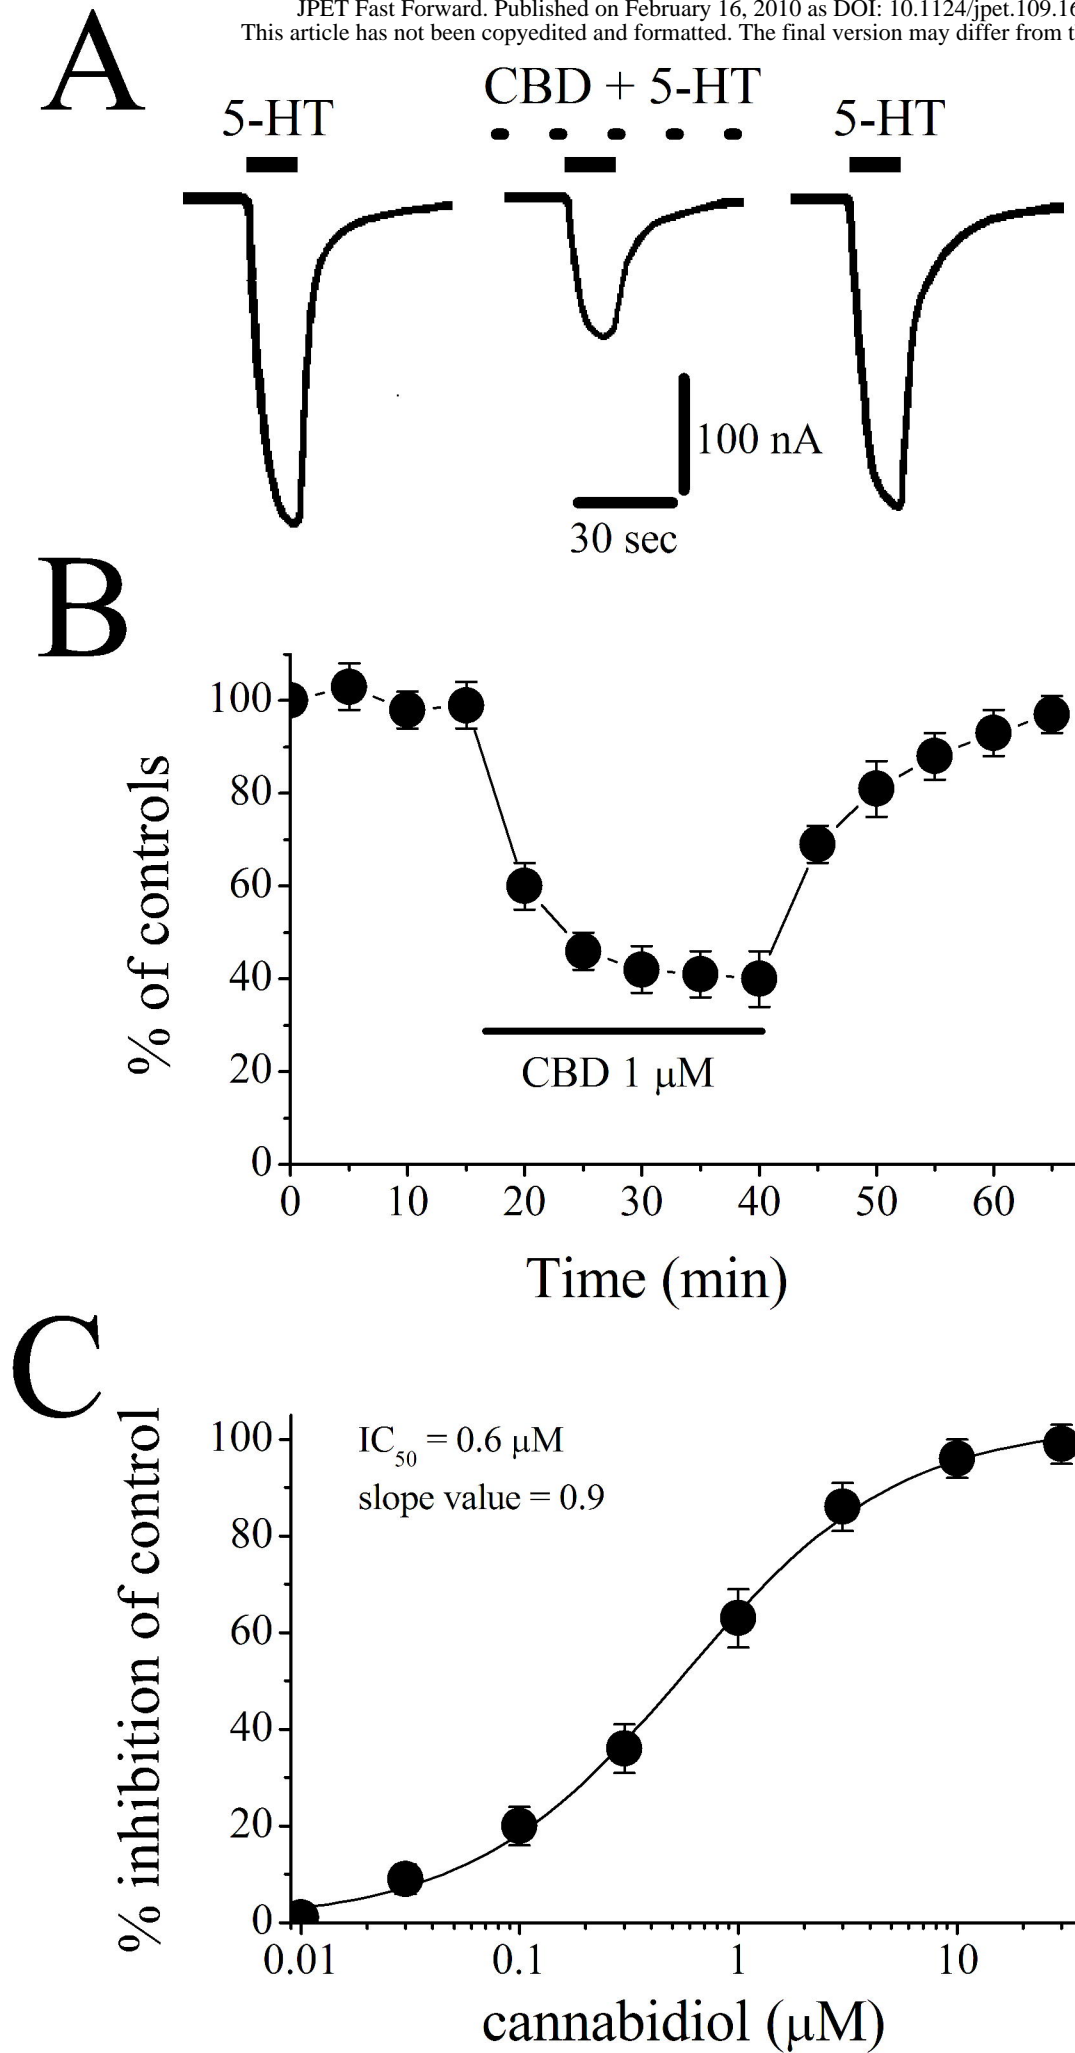 JPET Fast Forward. Published on February 16, 2010 as DOI: 10.1124/jpet.109.16
This article has not been copyedited and formatted. The final version may differ from t
A
5-HT
CBD + 5-HT
5-HT
100 nA
30 sec
B
% of controls
100
80
60
40
20
0
CBD 1 μM
0 10 20 30 40 50 60
Time (min)
C
% inhibition of control
100
80
60
40
20
0
IC50 = 0.6 μM
slope value = 0.9
0.01 0.1 1 10
cannabidiol (μM)